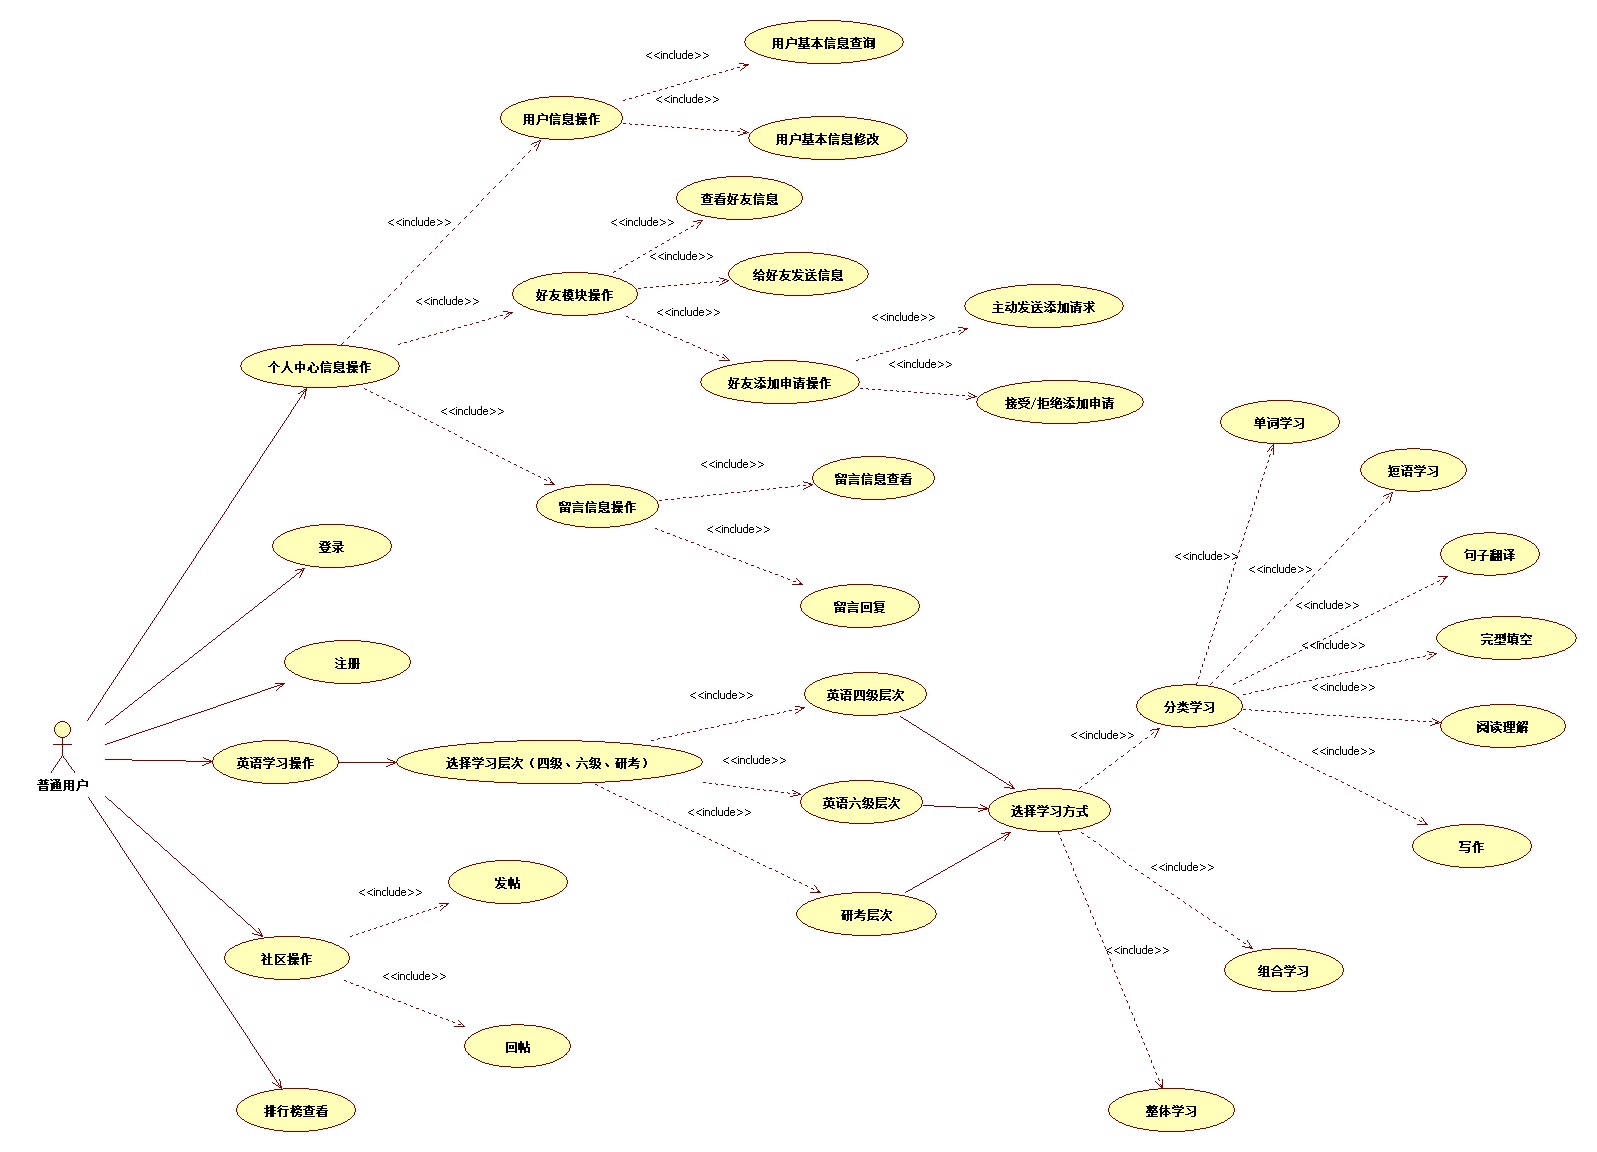 用户基本信息查询
<<include>>
<<include>>
用户信息操作
用户基本信息修改
查看好友信息
<<include>>
<<include>>
<<include>>
给好友发送信息
好友模块操作
<<include>>
<<include>>
主动发送添加请求
<<include>>
<<include>>
个人中心信息操作
好友添加申请操作
接受/拒绝添加申请
<<include>>
单词学习
<<include>>
短语学习
留言信息查看
留言信息操作
<<include>>
登录
<<include>>
句子翻译
<<include>>
留言回复
<<include>>
完型填空
<<include>>
注册
<<include>>
英语四级层次
<<include>>
分类学习
阅读理解
<<include>>
<<include>>
普通用户
英语学习操作
选择学习层次（四级、六级、研考）
<<include>>
英语六级层次
<<include>>
选择学习方式
写作
<<include>>
发帖
<<include>>
研考层次
<<include>>
社区操作
<<include>>
组合学习
回帖
排行榜查看
整体学习